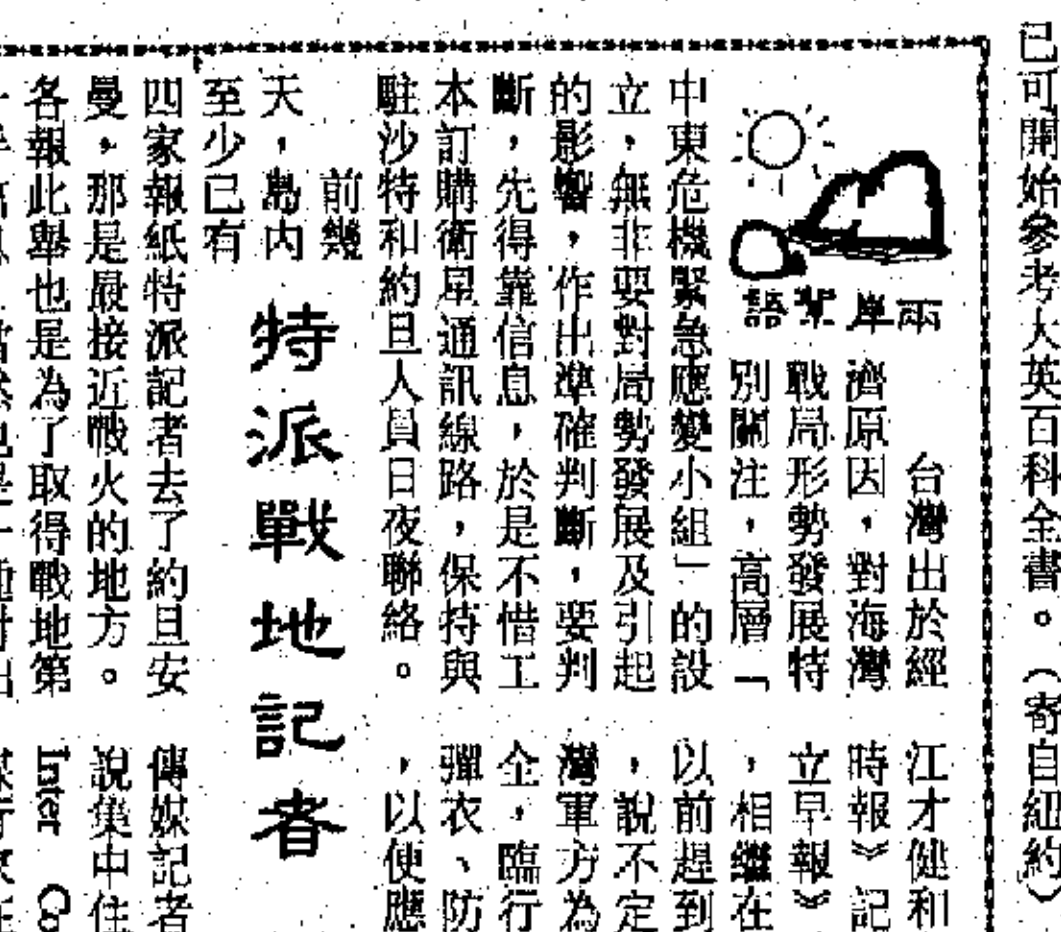 已可開始參考大英百科全書。(寄自紐約)
兩岸絮語
特派戰地記者
台灣出於經
濟原因,對海灣
戰局形勢發展特
別關注,高層「
中東危機緊急應變小組」的設
立,無非要對局勢發展及引起
的影響,作出準確判斷,要判
斷,先得靠信息,於是不惜工
本訂購衛星通訊線路,保持與
駐沙特和約旦人員日夜聯絡。
前幾
天,島內
至少已有
四家報紙特派記者去了約旦安
曼,那是最接近戰火的地方。
各報此舉也是為了取得戰地第
江才健和
時報》記
立早報》
,相繼在
以前趕到
,說不定
灣軍方為
金,臨行
彈衣、防
,以便應
傳媒記者
說集中住
Inter Co